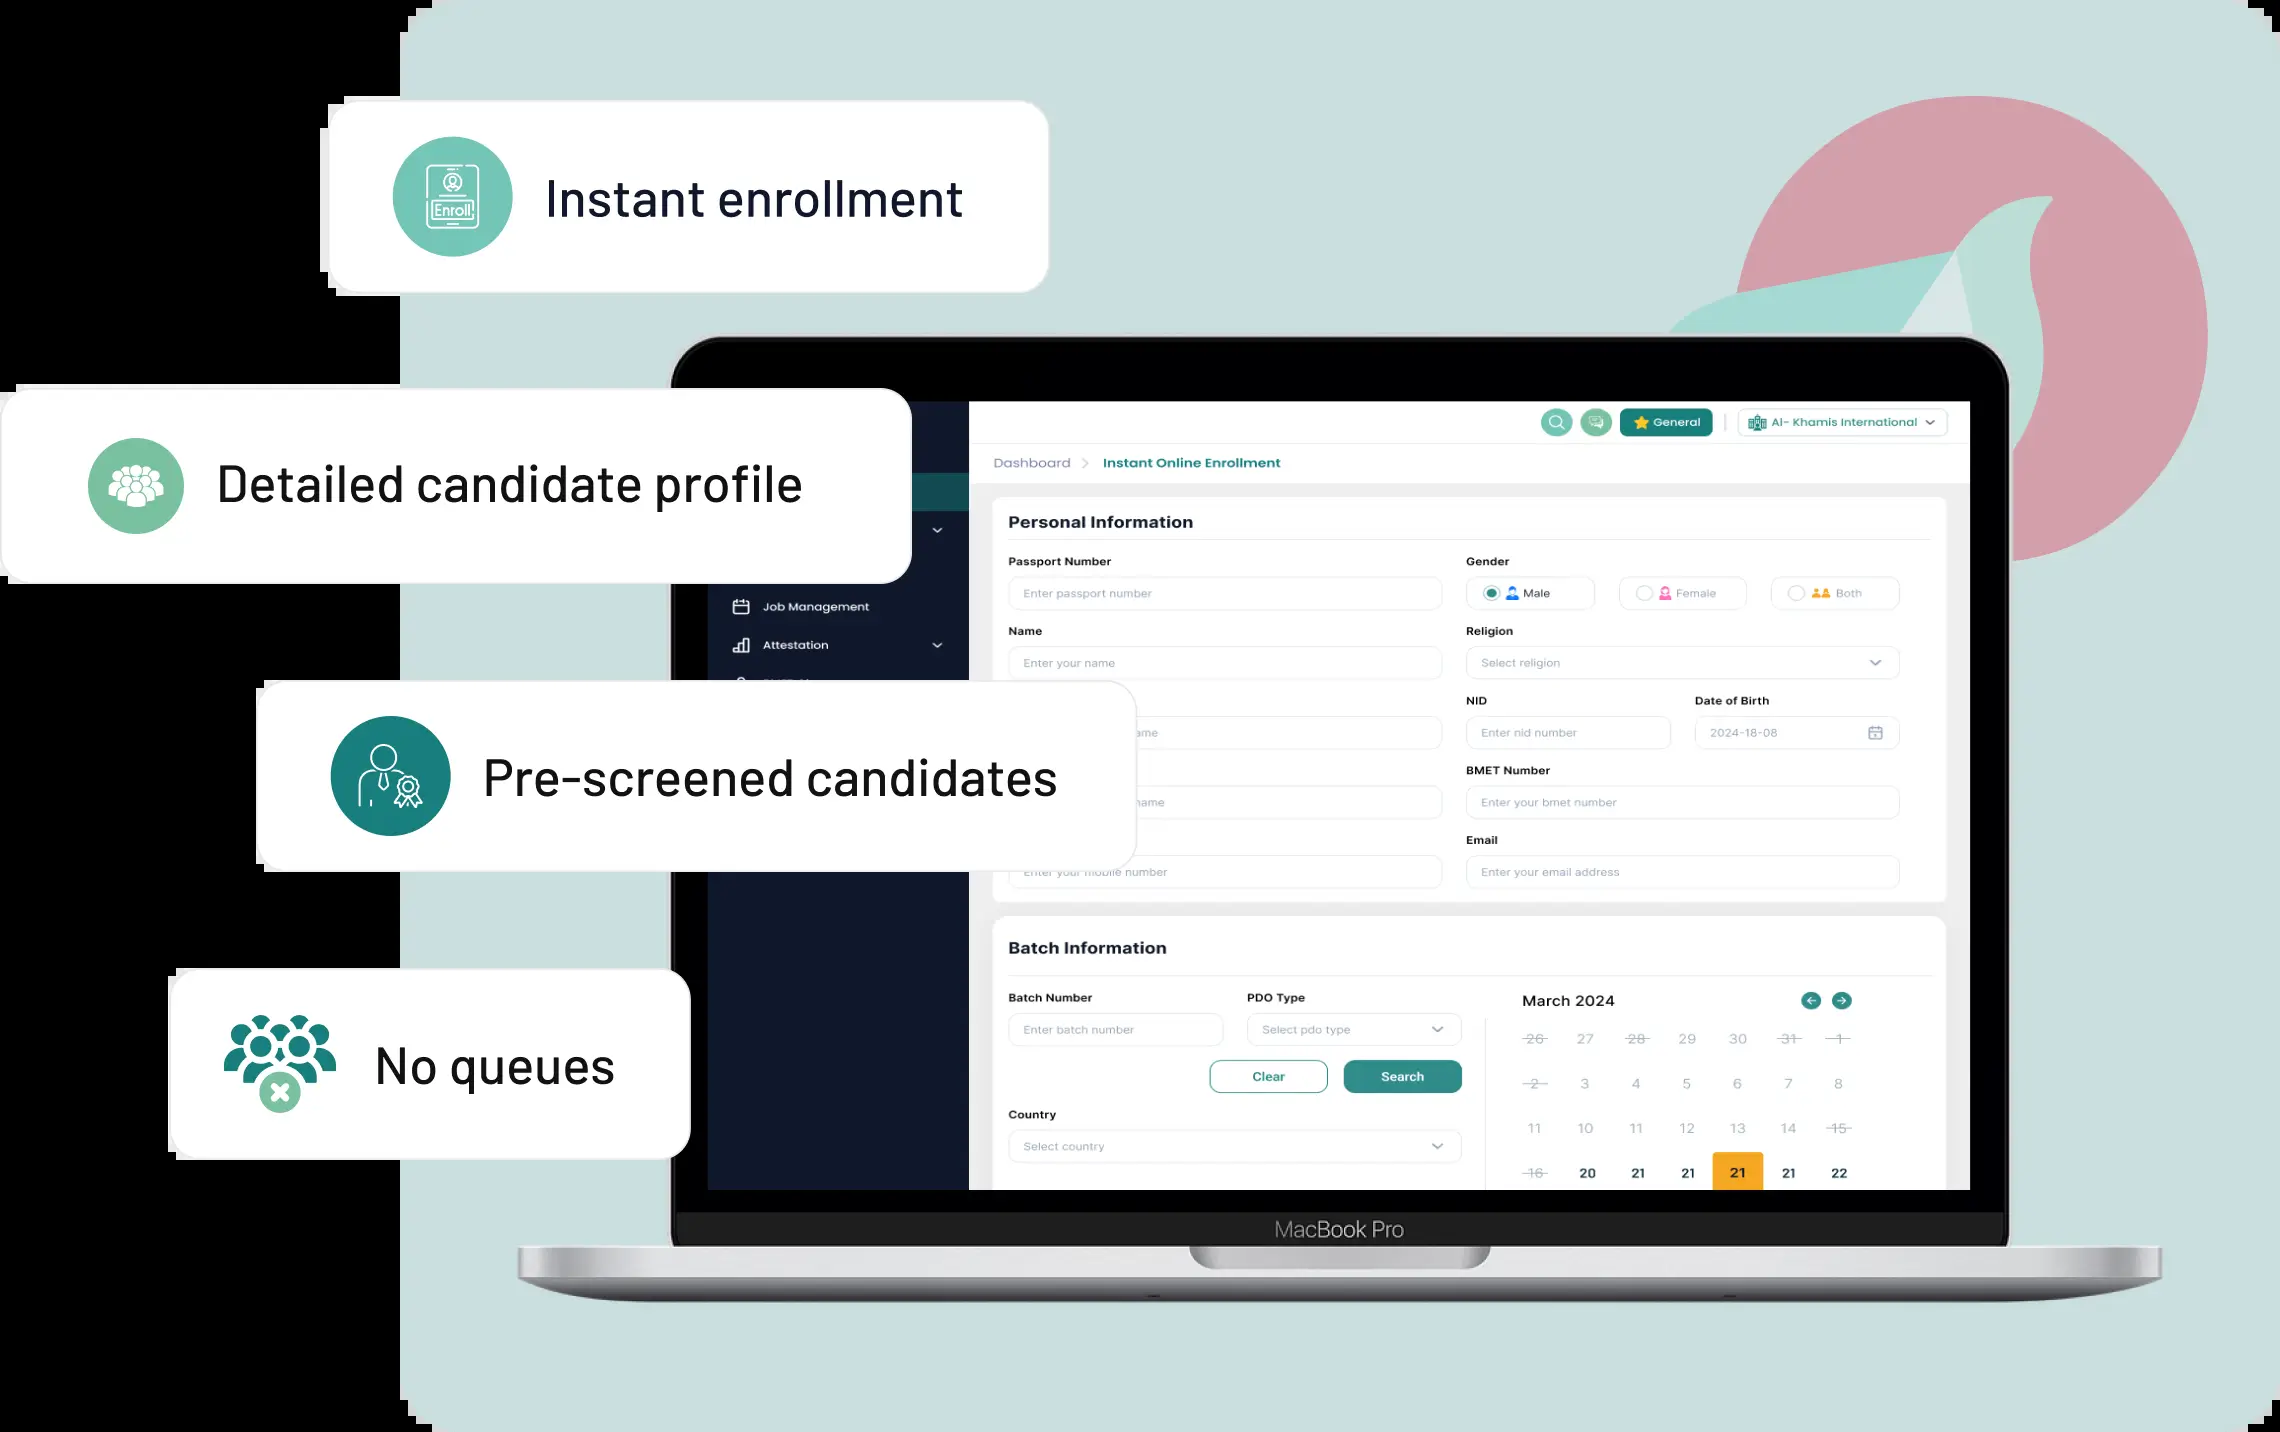 Instant enrollment
Enroll
Detailed candidate profile
Pre-screened candidates
No queues
General
Al- Khamis International
Dashboard
Instant Online Enrollment
Job Management
Attestation
Personal Information
Passport Number
Enter passport number
Gender
Male
Female
Both
Name
Enter your name
Religion
Select religion
NID
Enter nid number
Date of Birth
2024-18-08
BMET Number
Enter your bmet number
Enter your mobile number
Email
Enter your email address
Batch Information
Batch Number
Enter batch number
PDO Type
Select pdo type
Clear
Search
Country
Select country
March 2024
26 27 28 29 30 31 1
2 3 4 5 6 7 8
11 10 11 12 13 14 15
16 20 21 21 21 21 22
MacBook Pro